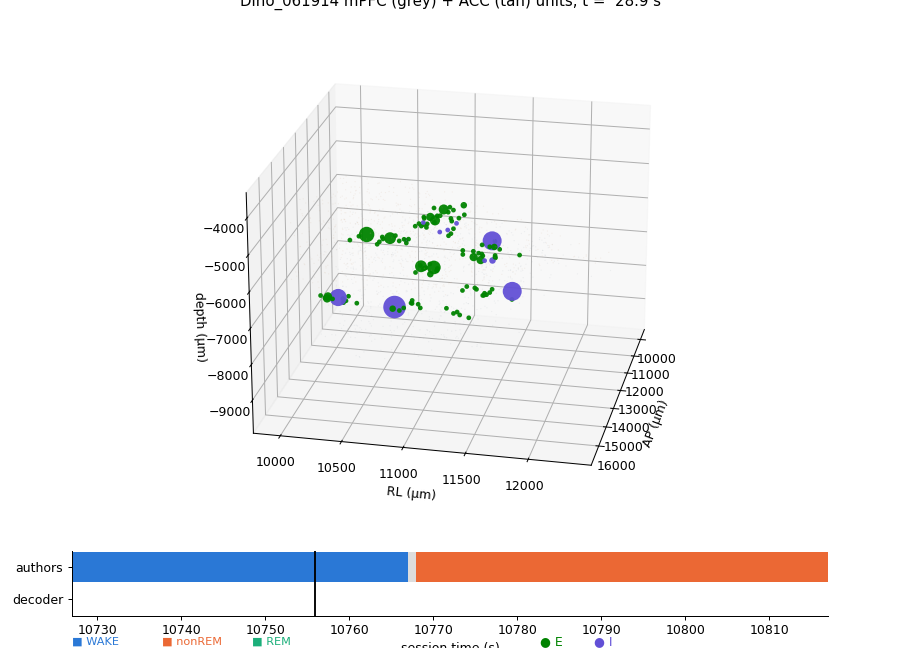 Dino_061914 mPFC (grey) + ACC (tan) units, t = 28.9 s
−4000
−5000
−6000
−7000
−8000
−9000
depth (μm)
10000
10500
11000
11500
12000
RL (μm)
10000
11000
12000
13000
14000
15000
16000
AP (μm)
authors
decoder
10730
10740
10750
10760
10770
10780
10790
10800
10810
session time (s)
WAKE
nonREM
REM
E
I